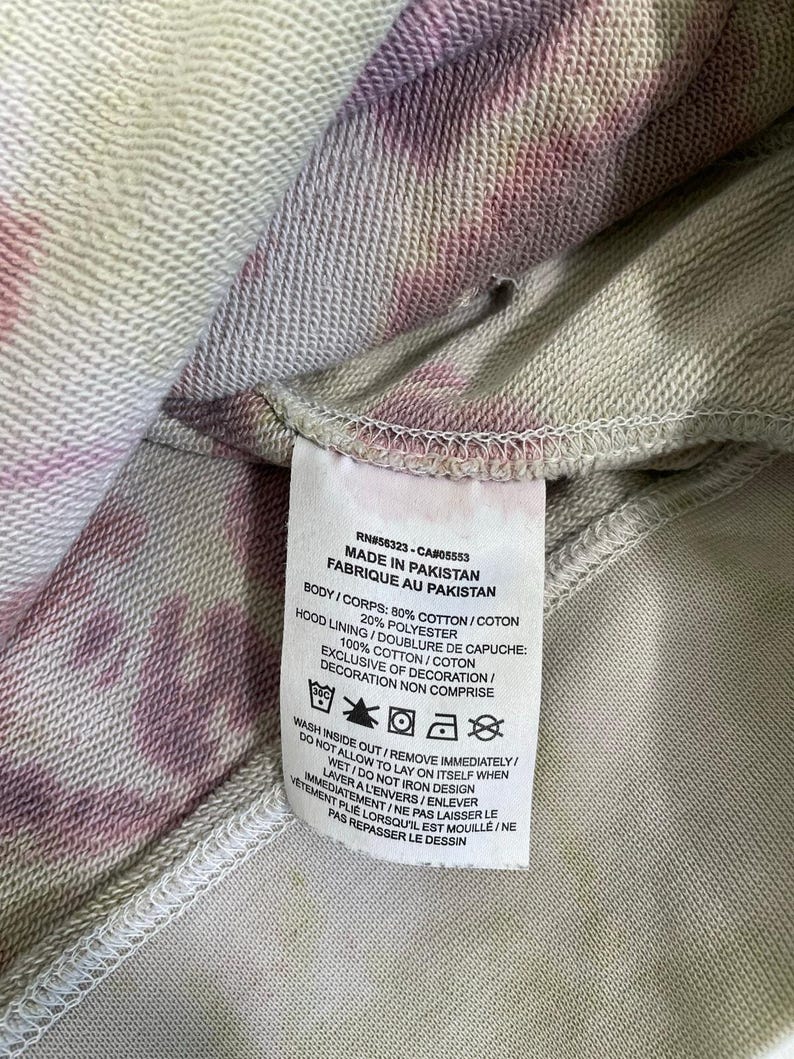 RN#56323 - CA#05553
MADE IN PAKISTAN
FABRIQUE AU PAKISTAN
BODY / CORPS: 80% COTTON / COTON
20% POLYESTER
HOOD LINING / DOUBLURE DE CAPUCHE:
100% COTTON / COTON
EXCLUSIVE OF DECORATION /
DECORATION NON COMPRISE
30C
WASH INSIDE OUT / REMOVE IMMEDIATELY /
DO NOT ALLOW TO LAY ON ITSELF WHEN
WET / DO NOT IRON DESIGN
LAVER A L'ENVERS / ENLEVER
IMMEDIATEMENT / NE PAS LAISSER LE
VÊTEMENT PLIÉ LORSQU'IL EST MOUILLÉ / NE
PAS REPASSER LE DESSIN